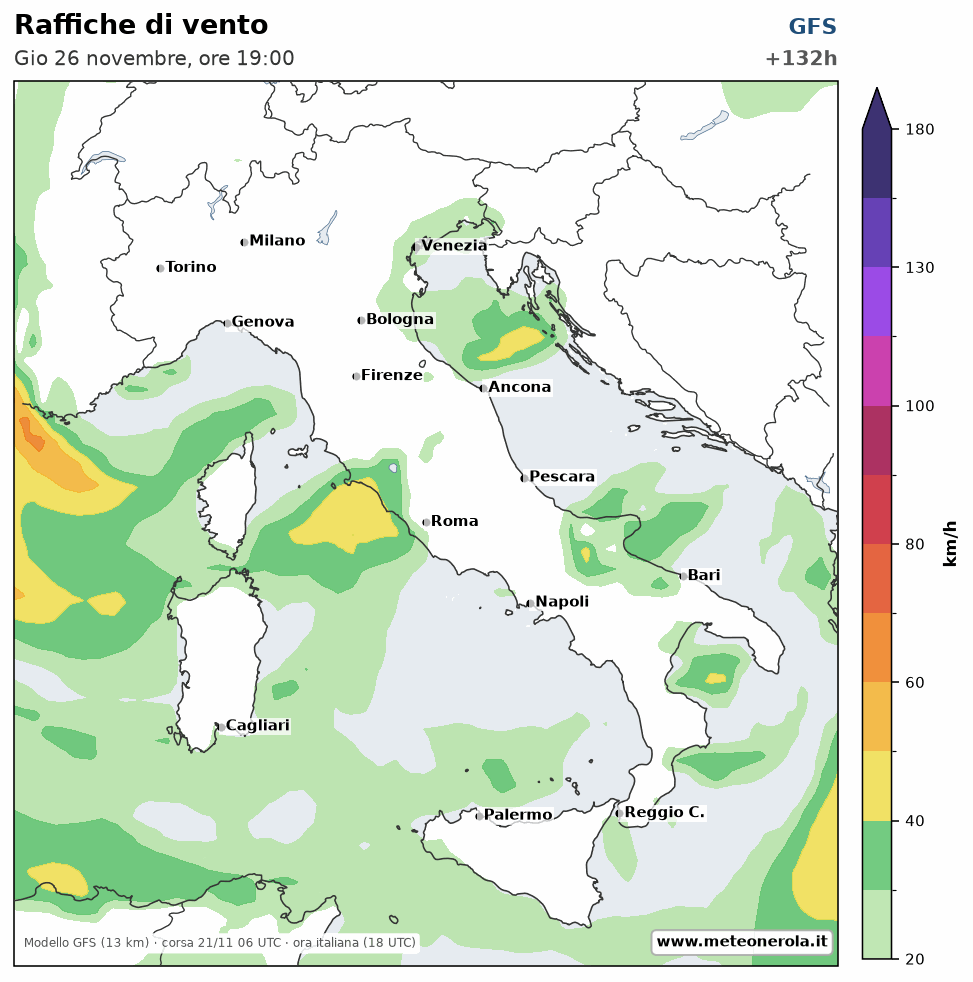 Raffiche di vento
GFS
Gio 26 novembre, ore 19:00
+132h
180
130
100
80
60
40
20
km/h
Milano
Torino
Venezia
Genova
Bologna
Firenze
Ancona
Pescara
Roma
Bari
Napoli
Cagliari
Palermo
Reggio C.
Modello GFS (13 km) · corsa 21/11 06 UTC · ora italiana (18 UTC)
www.meteonerola.it